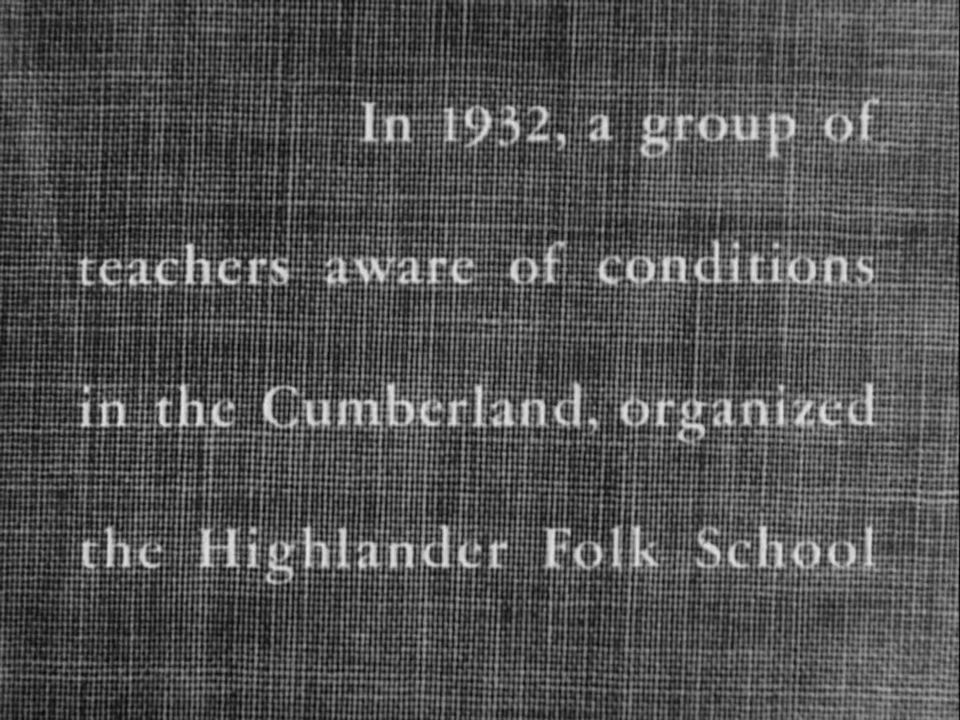 In 1932, a group of
teachers aware of conditions
in the Cumberland, organized
the Highlander Folk School